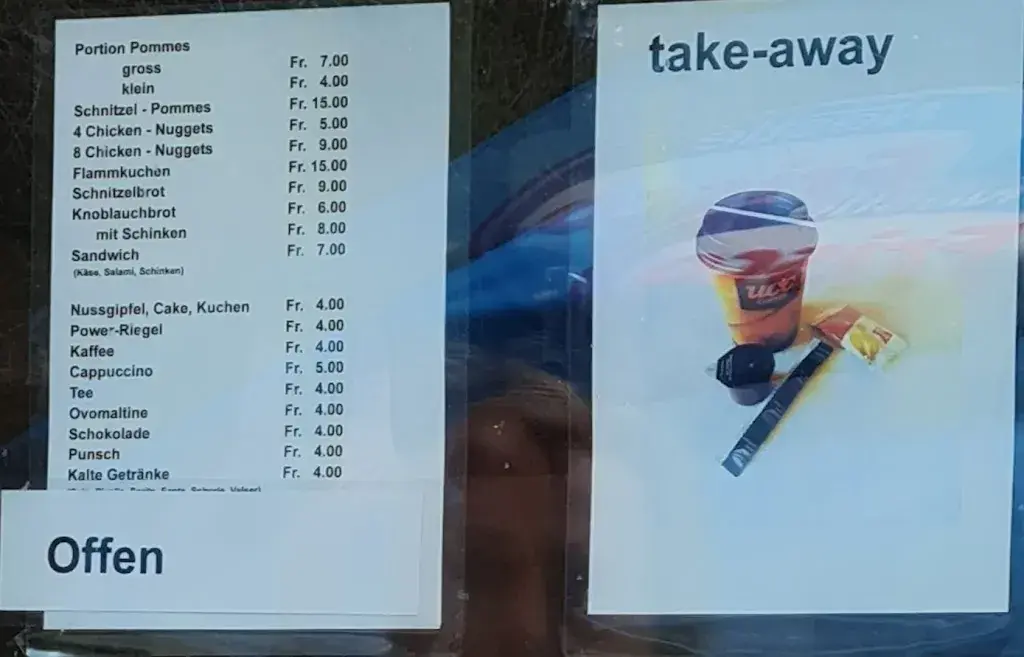 Portion Pommes
gross Fr. 7.00
klein Fr. 4.00
Schnitzel - Pommes Fr. 15.00
4 Chicken - Nuggets Fr. 5.00
8 Chicken - Nuggets Fr. 9.00
Flammkuchen Fr. 15.00
Schnitzelbrot Fr. 9.00
Knoblauchbrot Fr. 6.00
mit Schinken Fr. 8.00
Sandwich Fr. 7.00
(Käse, Salami, Schinken)
Nussgipfel, Cake, Kuchen Fr. 4.00
Power-Riegel Fr. 4.00
Kaffee Fr. 4.00
Cappuccino Fr. 5.00
Tee Fr. 4.00
Ovomaltine Fr. 4.00
Schokolade Fr. 4.00
Punsch Fr. 4.00
Kalte Getränke Fr. 4.00
Offen
take-away